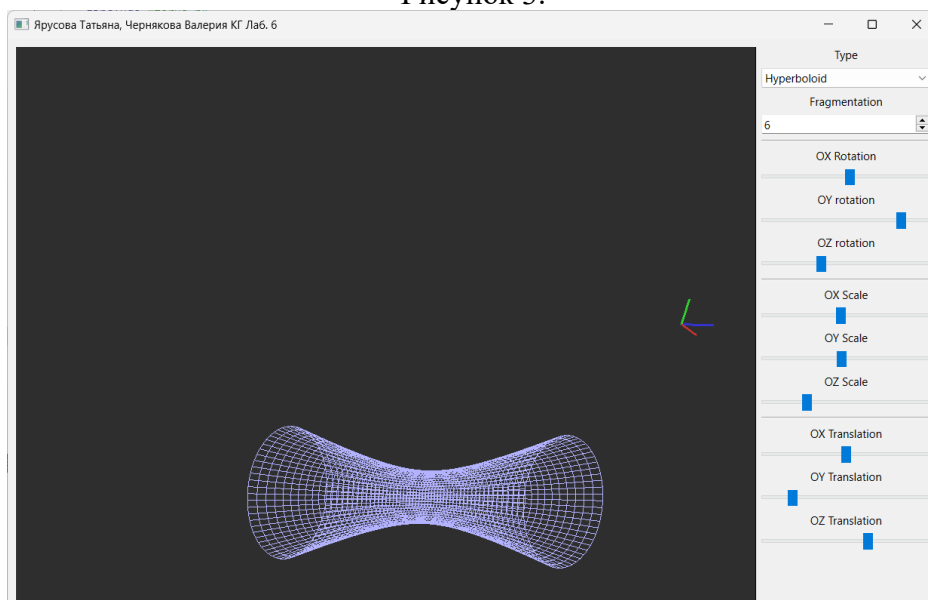 Рисунок 3.
Ярусова Татьяна, Чернякова Валерия КГ Лаб. 6
Type
Hyperboloid
Fragmentation
6
OX Rotation
OY rotation
OZ rotation
OX Scale
OY Scale
OZ Scale
OX Translation
OY Translation
OZ Translation